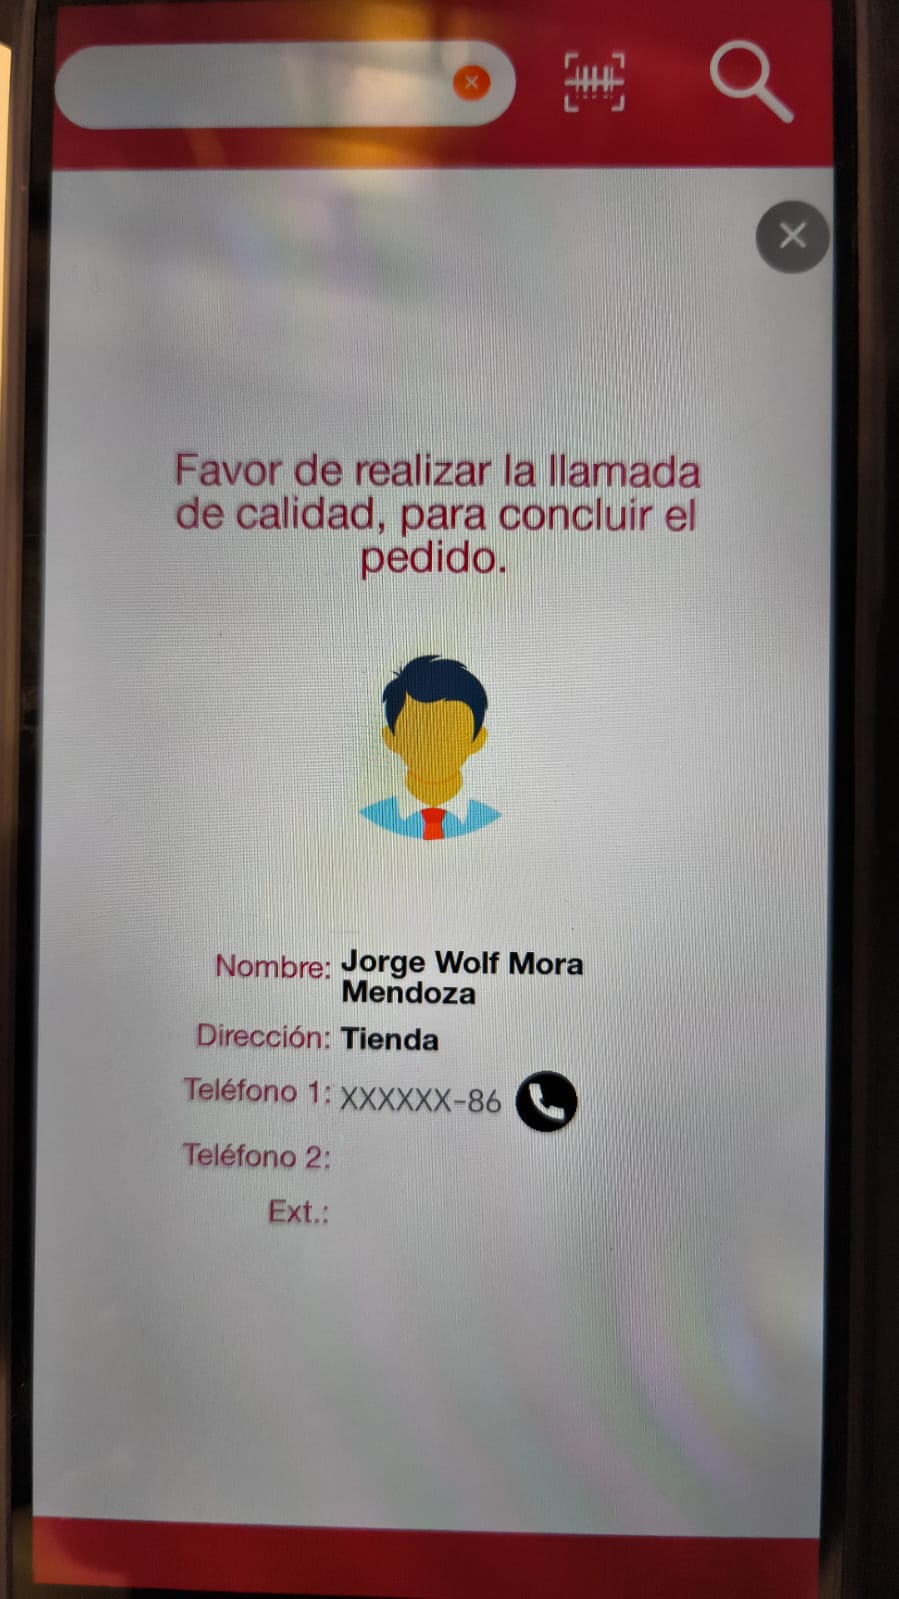 Favor de realizar la llamada
de calidad, para concluir el
pedido.
Nombre: Jorge Wolf Mora
Mendoza
Dirección: Tienda
Teléfono 1: XXXXXX-86
Teléfono 2:
Ext.: